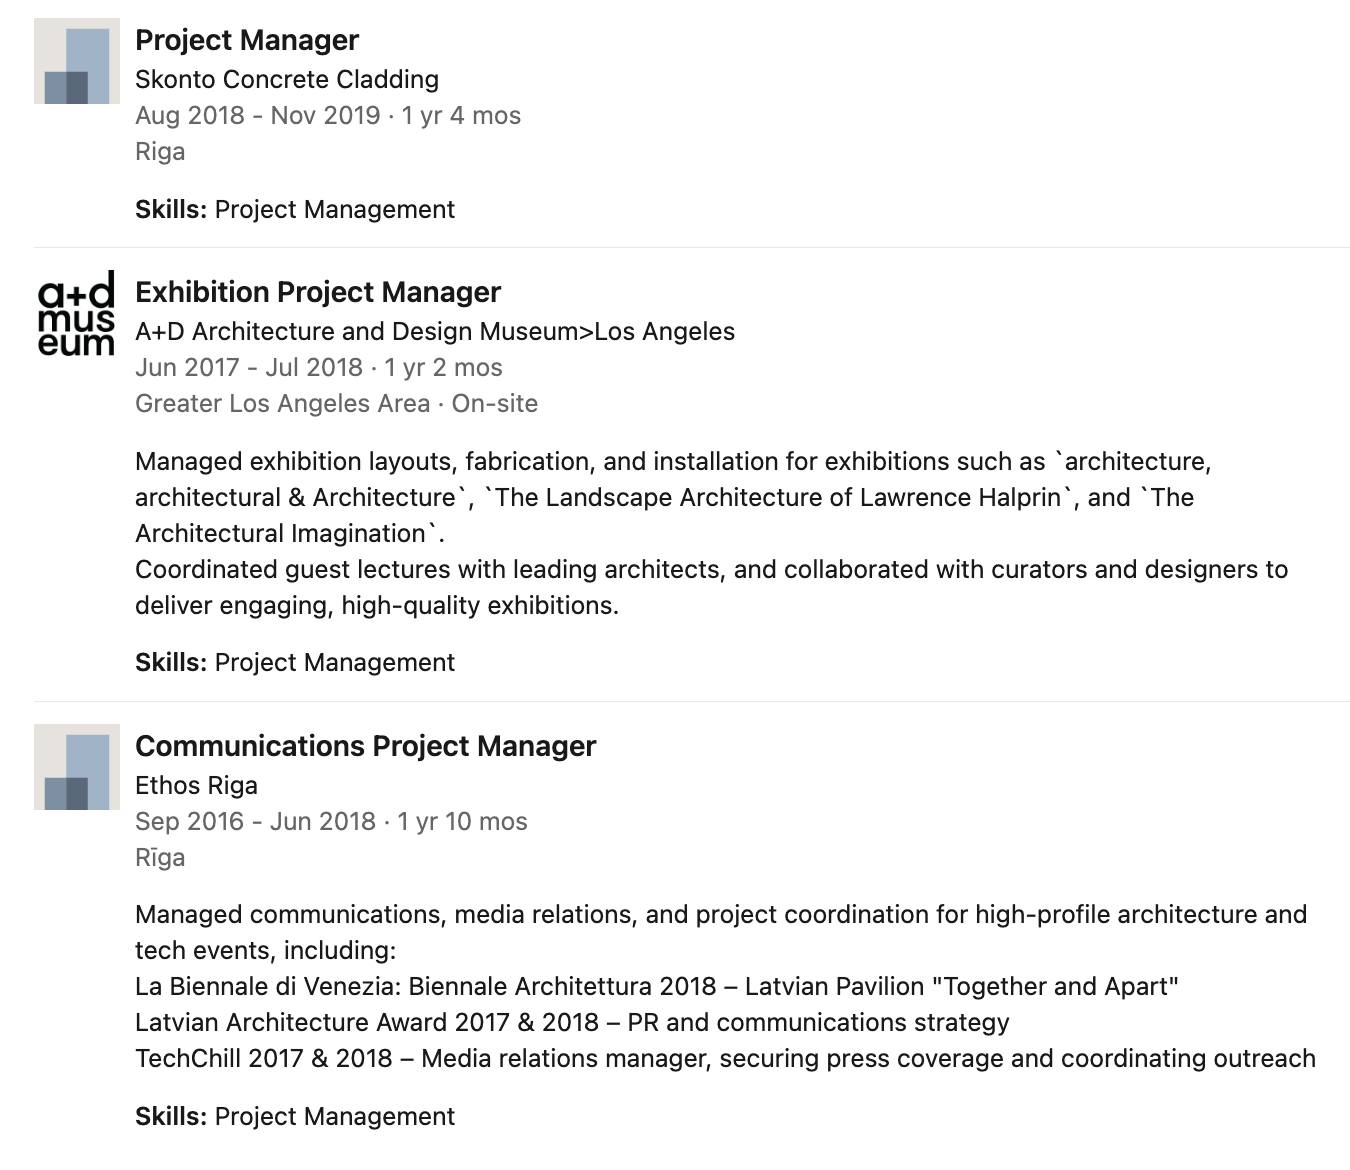 Project Manager
Skonto Concrete Cladding
Aug 2018 - Nov 2019 · 1 yr 4 mos
Riga
Skills: Project Management
a+d
mus
eum
Exhibition Project Manager
A+D Architecture and Design Museum>Los Angeles
Jun 2017 - Jul 2018 · 1 yr 2 mos
Greater Los Angeles Area · On-site
Managed exhibition layouts, fabrication, and installation for exhibitions such as `architecture,
architectural & Architecture`, `The Landscape Architecture of Lawrence Halprin`, and `The
Architectural Imagination`.
Coordinated guest lectures with leading architects, and collaborated with curators and designers to
deliver engaging, high-quality exhibitions.
Skills: Project Management
Communications Project Manager
Ethos Riga
Sep 2016 - Jun 2018 · 1 yr 10 mos
Rīga
Managed communications, media relations, and project coordination for high-profile architecture and
tech events, including:
La Biennale di Venezia: Biennale Architettura 2018 – Latvian Pavilion "Together and Apart"
Latvian Architecture Award 2017 & 2018 – PR and communications strategy
TechChill 2017 & 2018 – Media relations manager, securing press coverage and coordinating outreach
Skills: Project Management